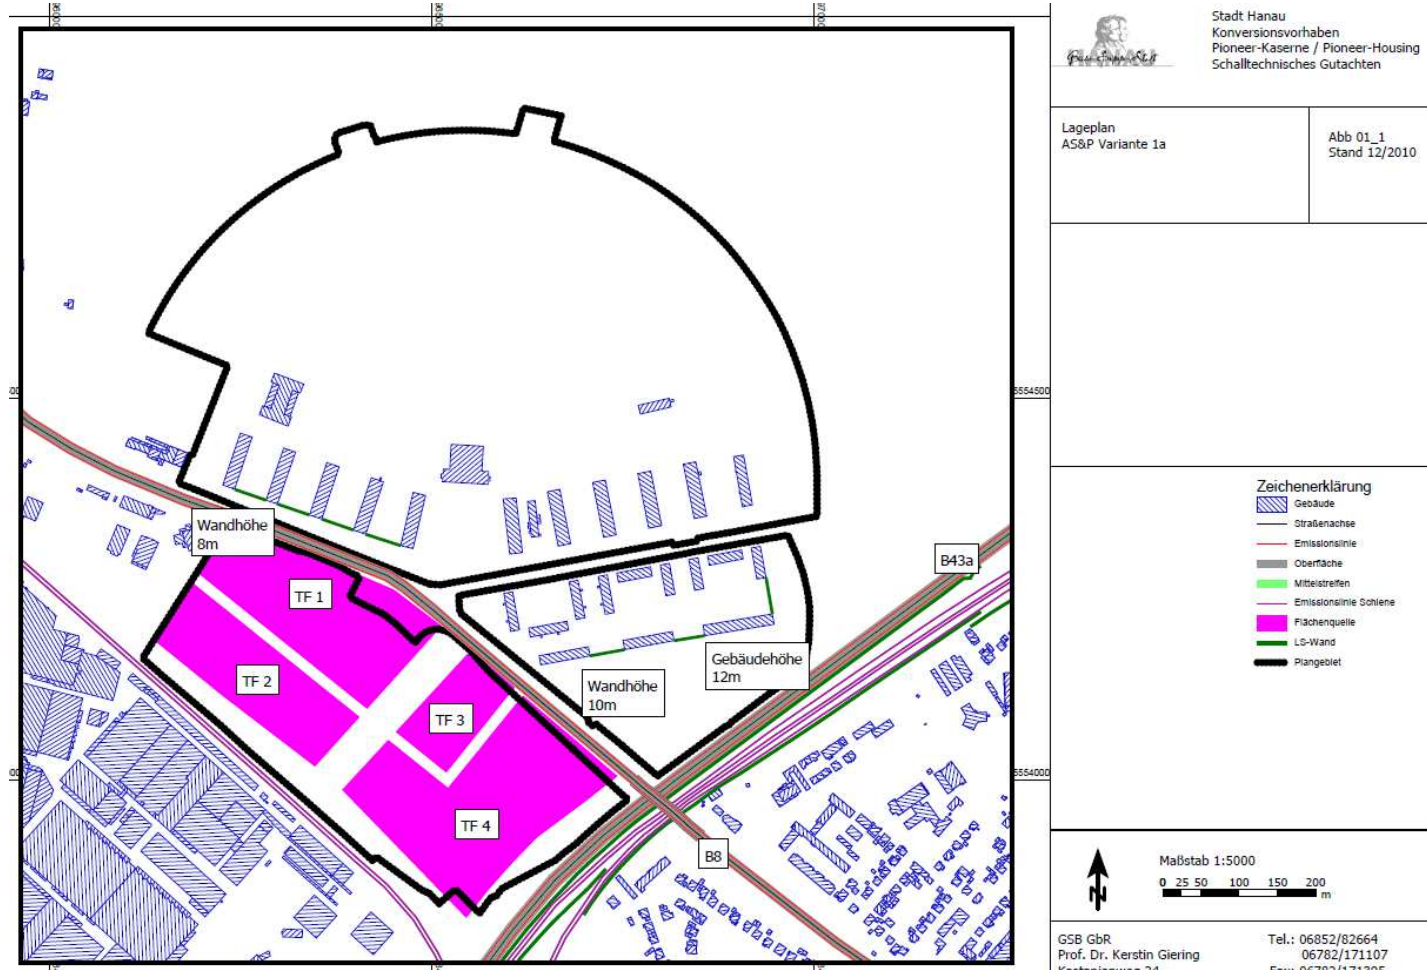 Stadt Hanau
Konversionsvorhaben
Pioneer-Kaserne / Pioneer-Housing
Schalltechnisches Gutachten
HANAU
Lageplan
AS&P Variante 1a
Abb 01_1
Stand 12/2010
5554500
5554000
Wandhöhe
8m
TF 1
TF 2
TF 3
TF 4
Wandhöhe
10m
Gebäudehöhe
12m
B43a
B8
Zeichenerklärung
Gebäude
Straßenachse
Emissionslinie
Oberfläche
Mittelstreifen
Emissionslinie Schiene
Flächenquelle
LS-Wand
Plangebiet
N
Maßstab 1:5000
0 25 50 100 150 200
m
GSB GbR
Prof. Dr. Kerstin Giering
Tel.: 06852/82664
06782/171107